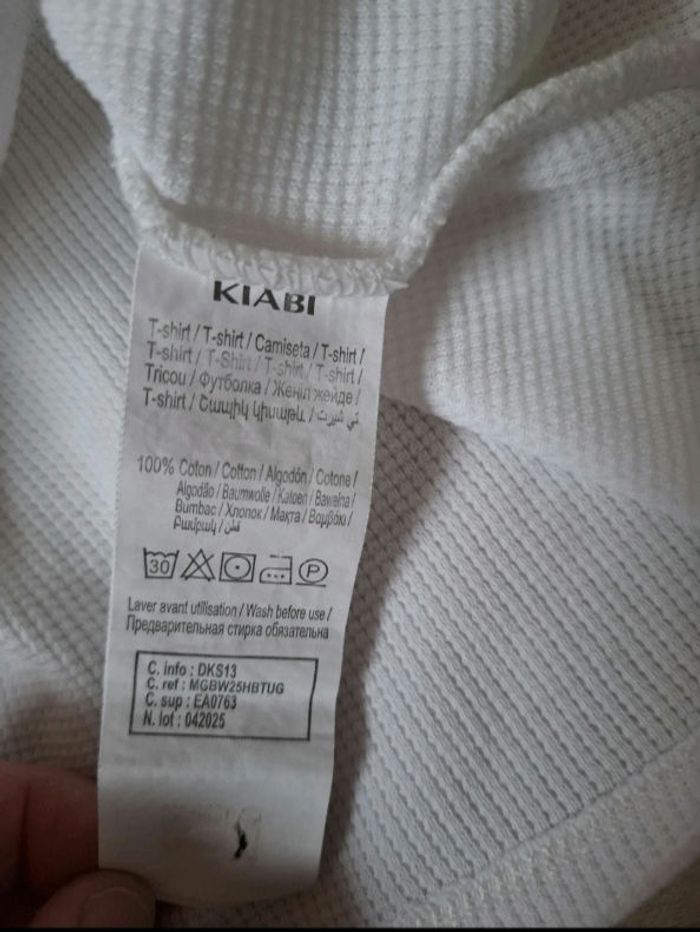 KIABI
T-shirt / T-shirt / Camiseta / T-shirt /
T-shirt / T-Shirt / T-shirt / T-shirt /
Tricou / Футболка / Жеңіл жейде /
T-shirt / Շապիկ կիսաթև / تي شيرت
100% Coton / Cotton / Algodón / Cotone /
Algodão / Baumwolle / Katoen / Bawełna /
Bumbac / Хлопок / Мақта / Βαμβάκι /
Բամբակ / قطن
30 P
Laver avant utilisation / Wash before use /
Предварительная стирка обязательна
C. info : DKS13
C. ref : MGBW25HBTUG
C. sup : EA0763
N. lot : 042025